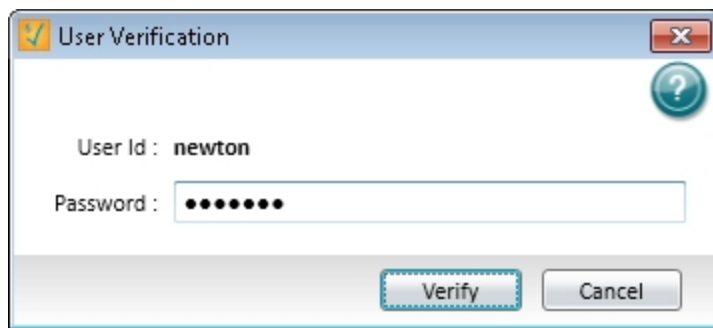 User Verification
?
User Id : newton
Password : ●●●●●●●
Verify Cancel